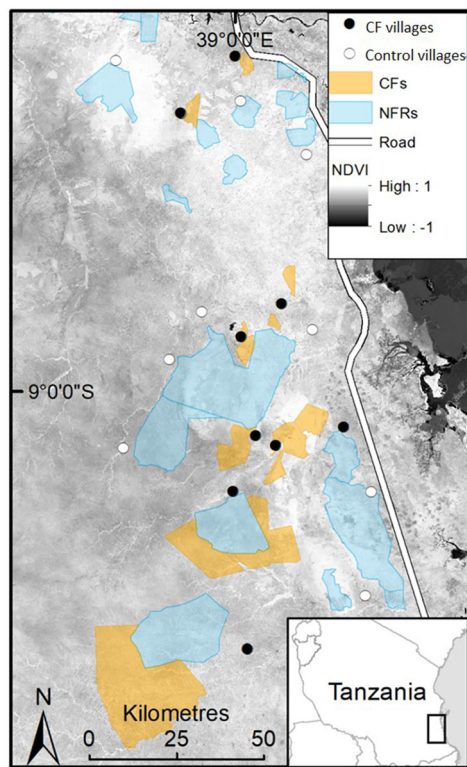 39°0'0"E
CF villages
Control villages
CFs
NFRs
Road
NDVI
High : 1
Low : -1
9°0'0"S
N
Kilometres
0 25 50
Tanzania